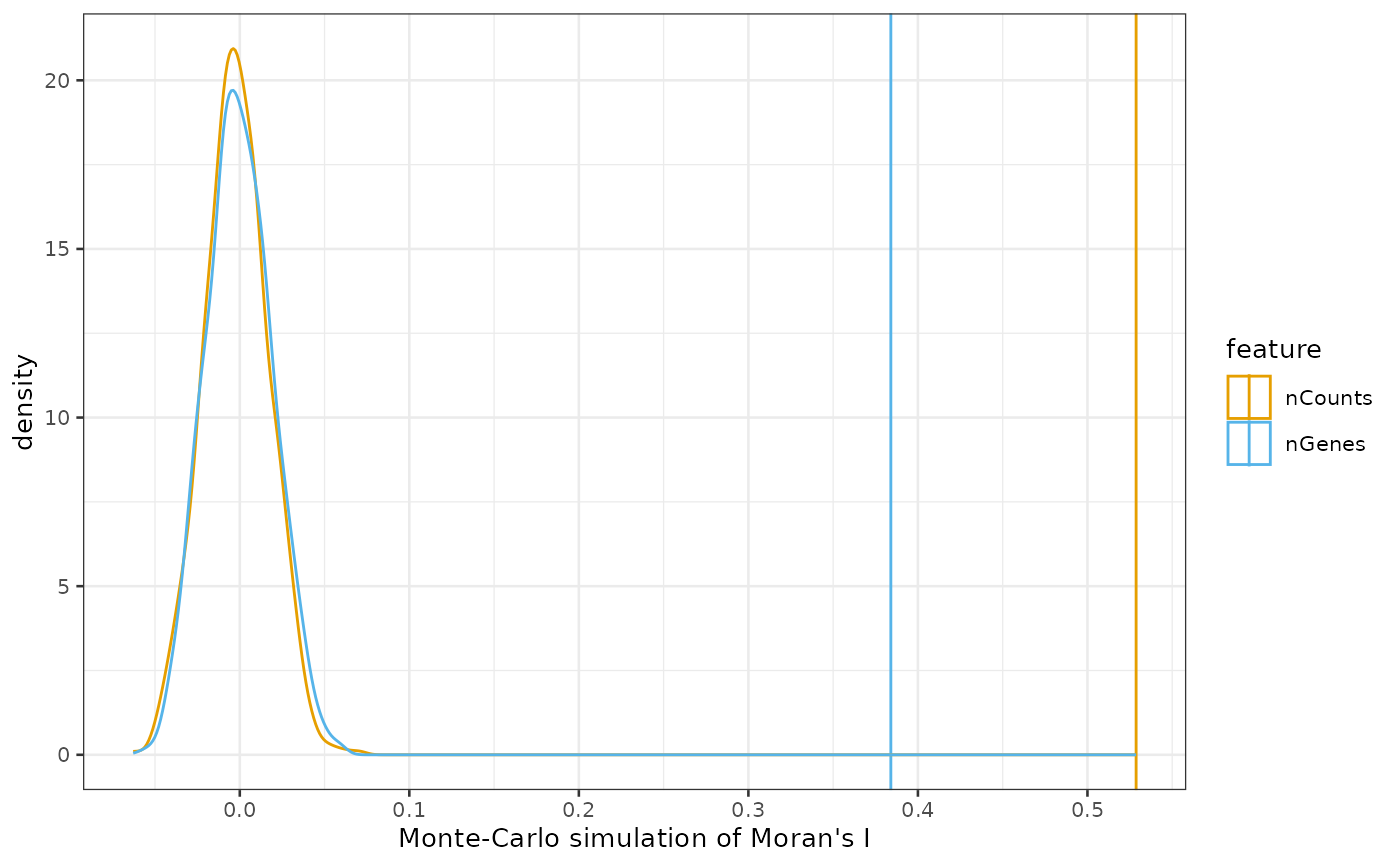 density
20
15
10
5
0
0.0 0.1 0.2 0.3 0.4 0.5
Monte-Carlo simulation of Moran's I
feature
nCounts
nGenes